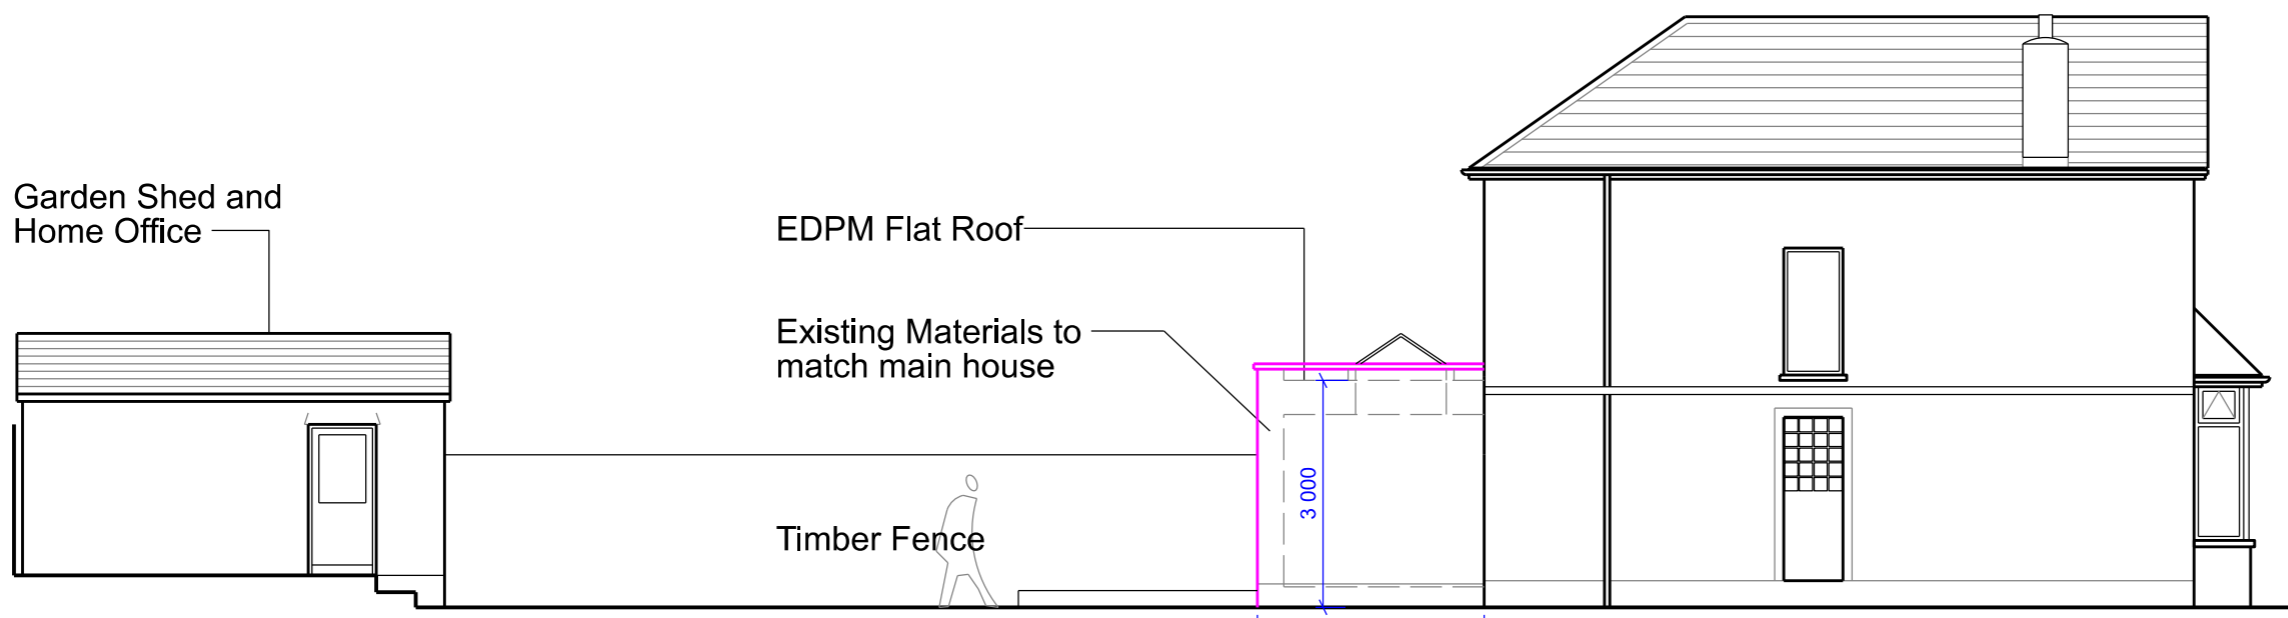 Garden Shed and
Home Office
EDPM Flat Roof
Existing Materials to
match main house
3 000
Timber Fence